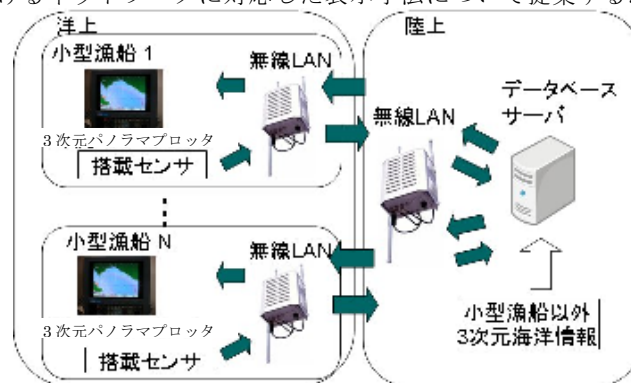 洋上
小型漁船 1
無線LAN
3次元パノラマプロッタ
搭載センサ
小型漁船 N
無線LAN
3次元パノラマプロッタ
搭載センサ
陸上
無線LAN
データベース
サーバ
小型漁船以外
3次元海洋情報